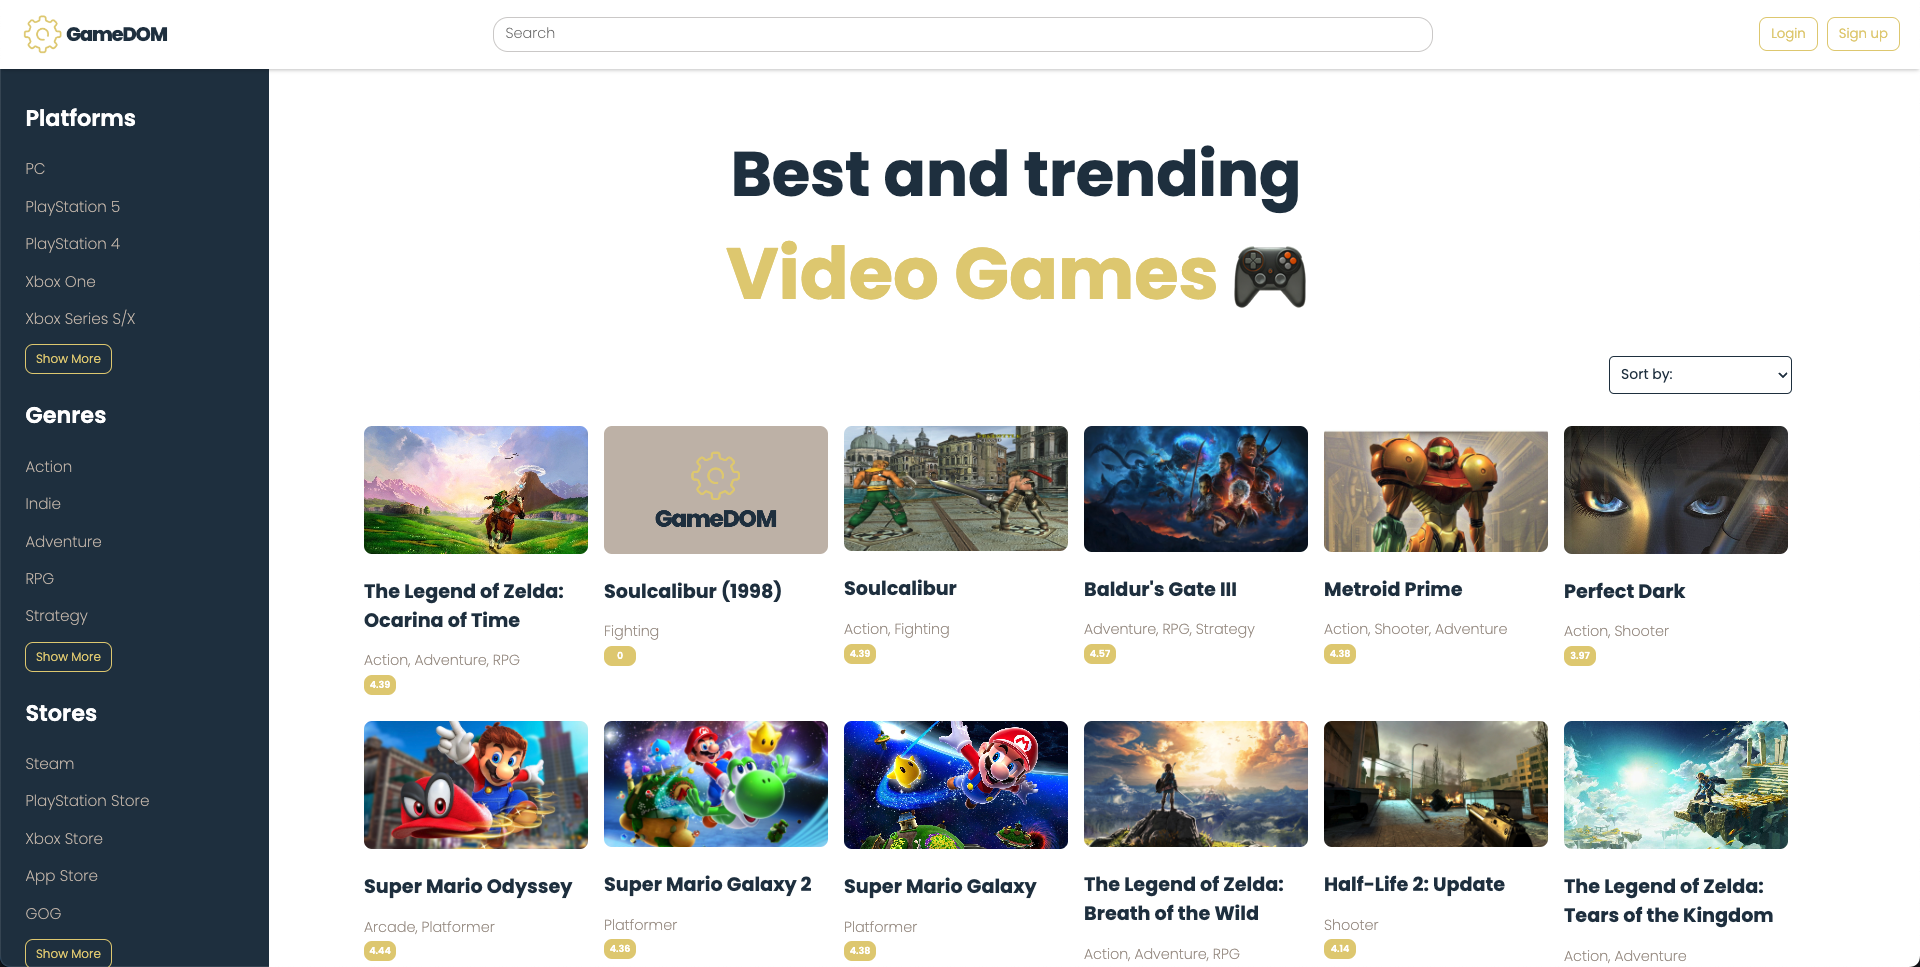 GameDOM
Search
Login
Sign up
Platforms
PC
PlayStation 5
PlayStation 4
Xbox One
Xbox Series S/X
Show More
Genres
Action
Indie
Adventure
RPG
Strategy
Show More
Stores
Steam
PlayStation Store
Xbox Store
App Store
GOG
Show More
Best and trending
Video Games
Sort by:
The Legend of Zelda:
Ocarina of Time
Action, Adventure, RPG
4.39
GameDOM
Soulcalibur (1998)
Fighting
0
Soulcalibur
Action, Fighting
4.39
Baldur's Gate III
Adventure, RPG, Strategy
4.57
Metroid Prime
Action, Shooter, Adventure
4.38
Perfect Dark
Action, Shooter
3.97
Super Mario Odyssey
Arcade, Platformer
4.44
Super Mario Galaxy 2
Platformer
4.36
Super Mario Galaxy
Platformer
4.38
The Legend of Zelda:
Breath of the Wild
Action, Adventure, RPG
Half-Life 2: Update
Shooter
4.14
The Legend of Zelda:
Tears of the Kingdom
Action, Adventure